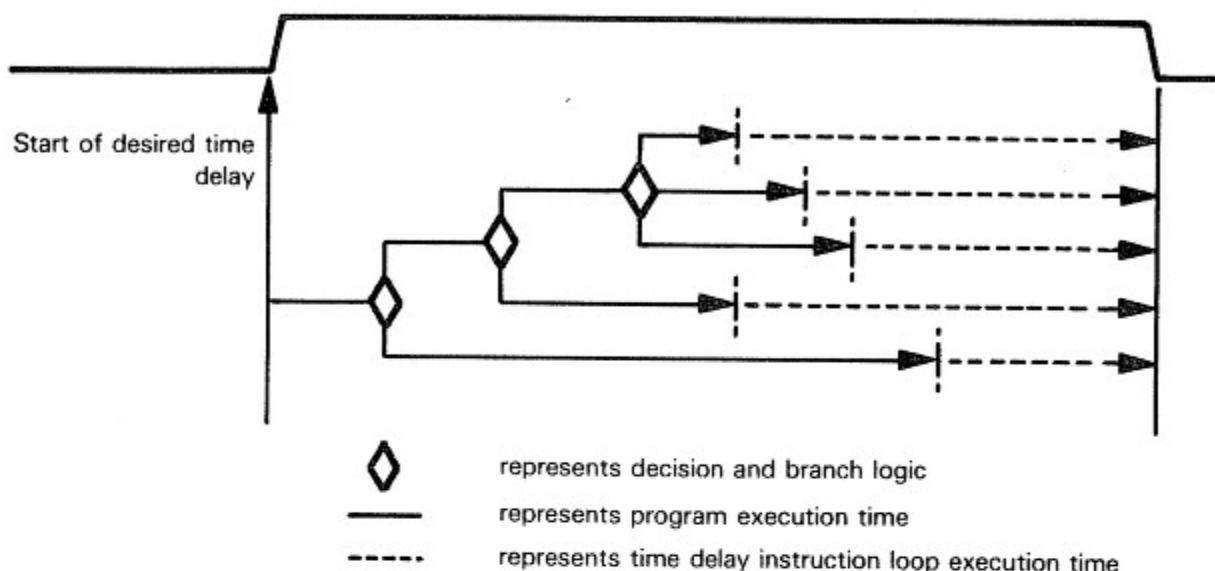 Start of desired time
delay
represents decision and branch logic
represents program execution time
represents time delay instruction loop execution time